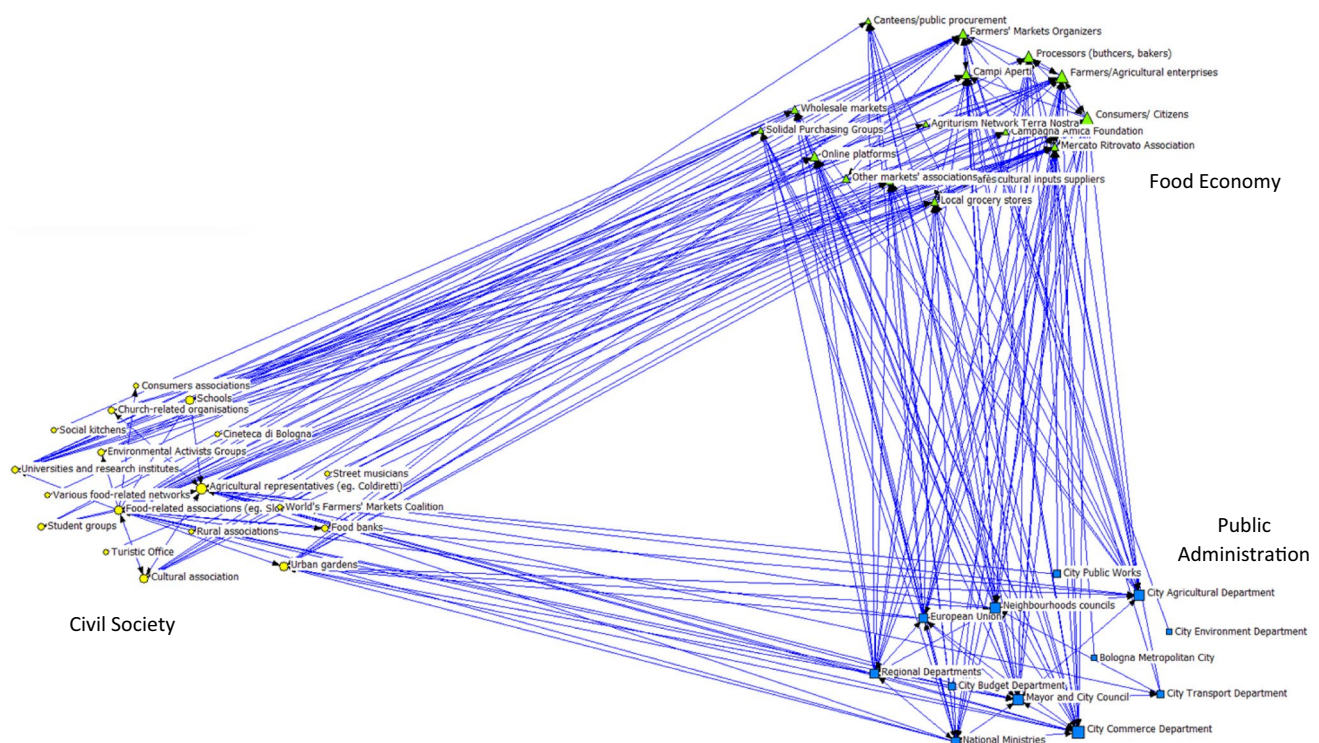 Canteens/public procurement
Farmers' Markets Organizers
Processors (buthcers, bakers)
Campi Aperti
Farmers/Agricultural enterprises
Wholesale markets
Consumers/ Citizens
Agriturism Network Terra Nostra
Solidal Purchasing Groups
Campagna Amica Foundation
Mercato Ritrovato Association
Online platforms
Other markets' associations
cultural inputs suppliers
Food Economy
Local grocery stores
Consumers associations
Schools
Church-related organisations
Social kitchens
Cineteca di Bologna
Environmental Activists Groups
Universities and research institutes
Street musicians
Agricultural representatives (eg. Coldiretti)
Various food-related networks
World's Farmers' Markets Coalition
Food-related associations (eg.
Student groups
Food banks
Rural associations
Turistic Office
Urban gardens
Cultural association
Civil Society
Public
Administration
City Public Works
City Agricultural Department
Neighbourhoods councils
European Union
City Environment Department
Bologna Metropolitan City
Regional Departments
City Budget Department
Mayor and City Council
City Transport Department
City Commerce Department
National Ministries